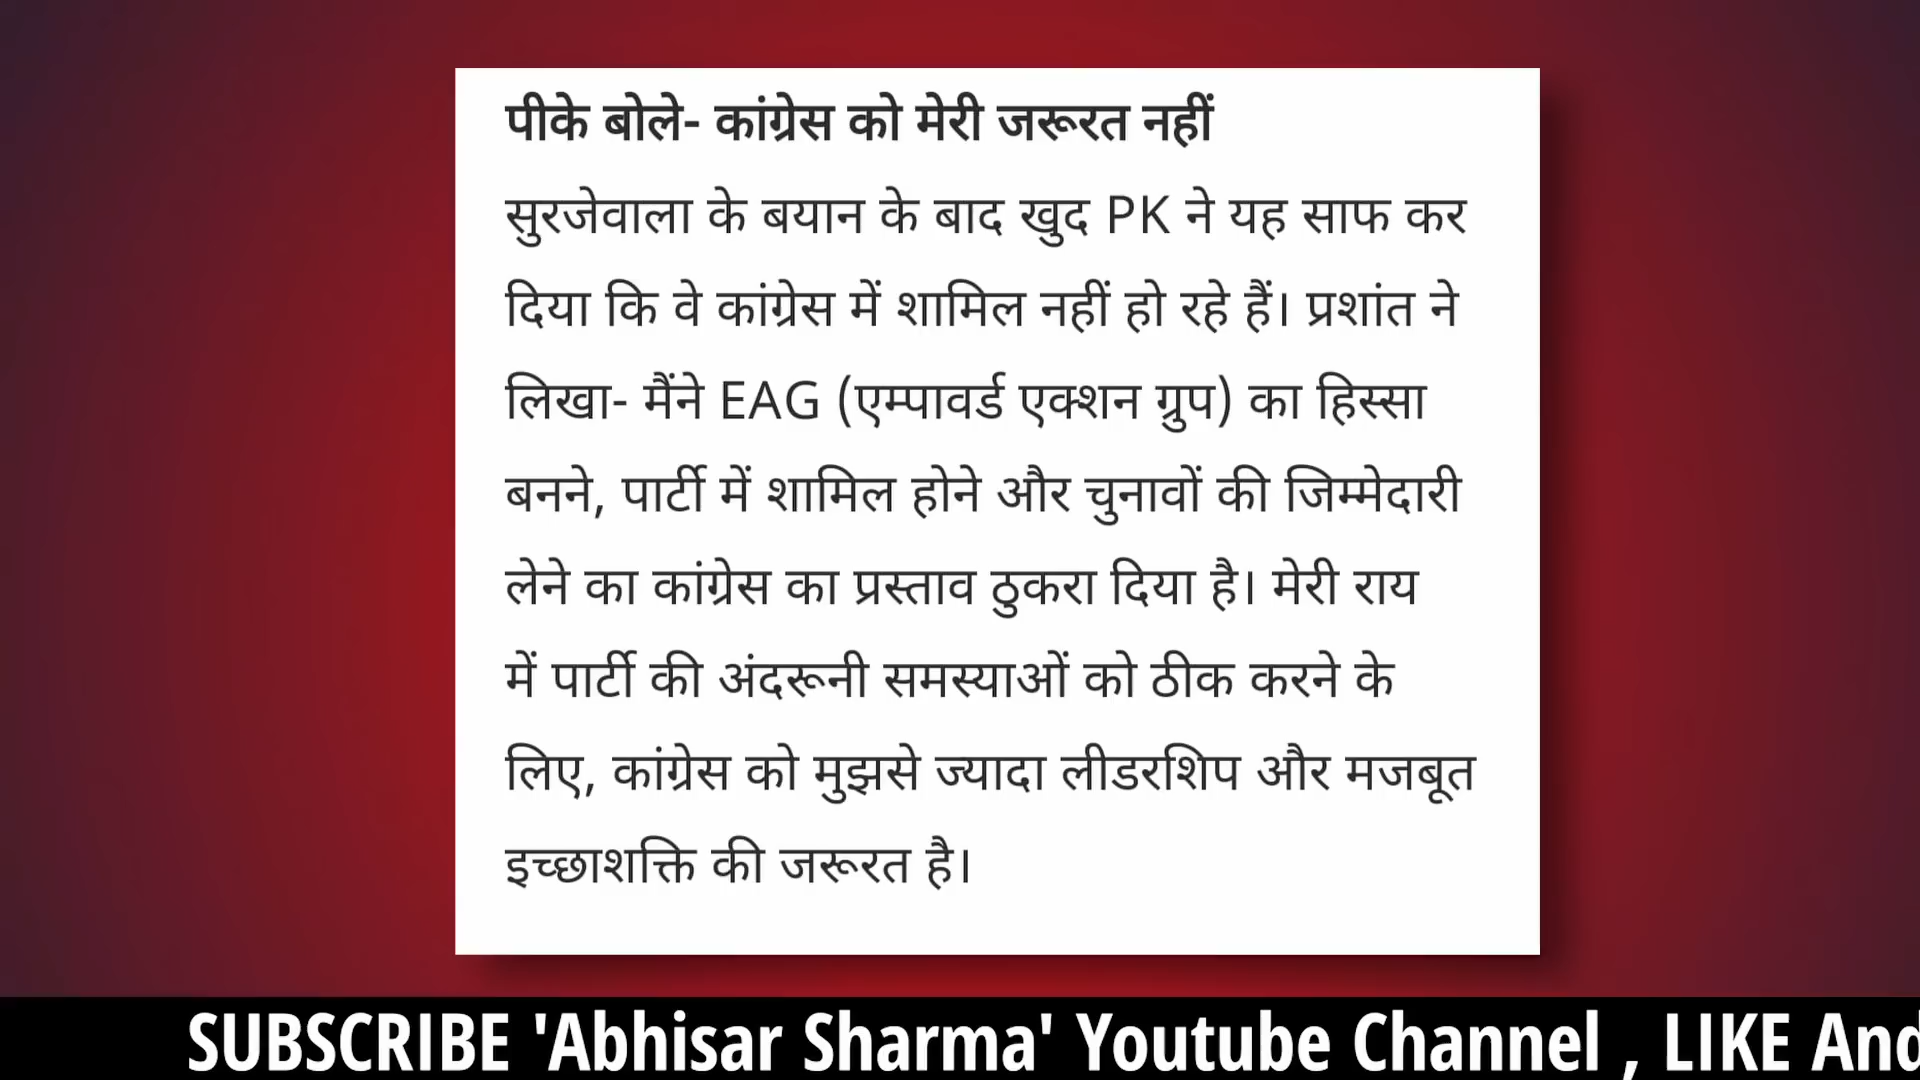 पीके बोले- कांग्रेस को मेरी जरूरत नहीं
सुरजेवाला के बयान के बाद खुद PK ने यह साफ कर
दिया कि वे कांग्रेस में शामिल नहीं हो रहे हैं। प्रशांत ने
लिखा- मैंने EAG (एम्पावर्ड एक्शन ग्रुप) का हिस्सा
बनने, पार्टी में शामिल होने और चुनावों की जिम्मेदारी
लेने का कांग्रेस का प्रस्ताव ठुकरा दिया है। मेरी राय
में पार्टी की अंदरूनी समस्याओं को ठीक करने के
लिए, कांग्रेस को मुझसे ज्यादा लीडरशिप और मजबूत
इच्छाशक्ति की जरूरत है।
SUBSCRIBE 'Abhisar Sharma' Youtube Channel , LIKE And